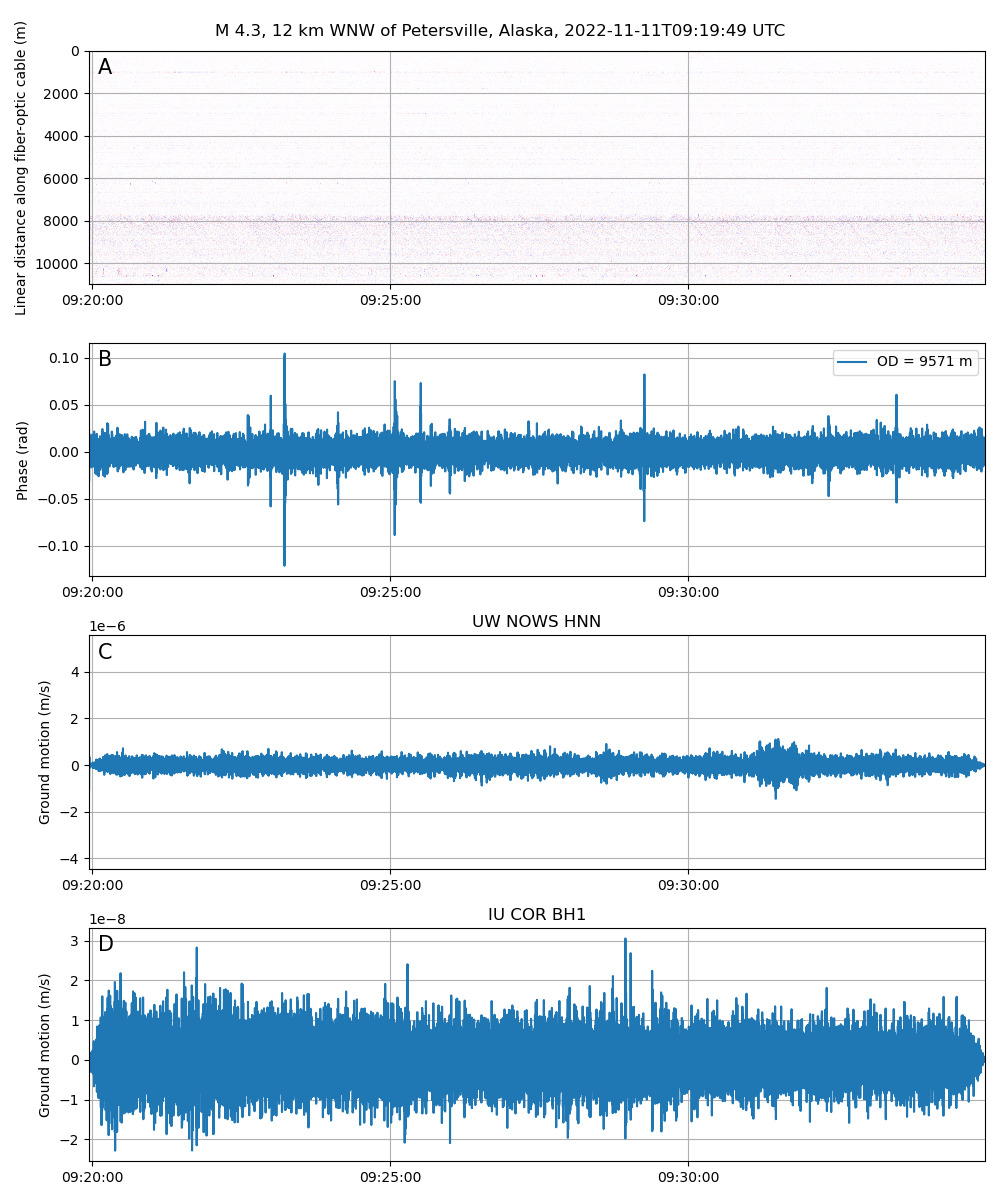 M 4.3, 12 km WNW of Petersville, Alaska, 2022-11-11T09:19:49 UTC
Linear distance along fiber-optic cable (m)
A
0
2000
4000
6000
8000
10000
09:20:00 09:25:00 09:30:00
B
OD = 9571 m
Phase (rad)
0.10
0.05
0.00
−0.05
−0.10
09:20:00 09:25:00 09:30:00
UW NOWS HNN
1e−6
C
Ground motion (m/s)
4
2
0
−2
−4
09:20:00 09:25:00 09:30:00
IU COR BH1
1e−8
D
Ground motion (m/s)
3
2
1
0
−1
−2
09:20:00 09:25:00 09:30:00